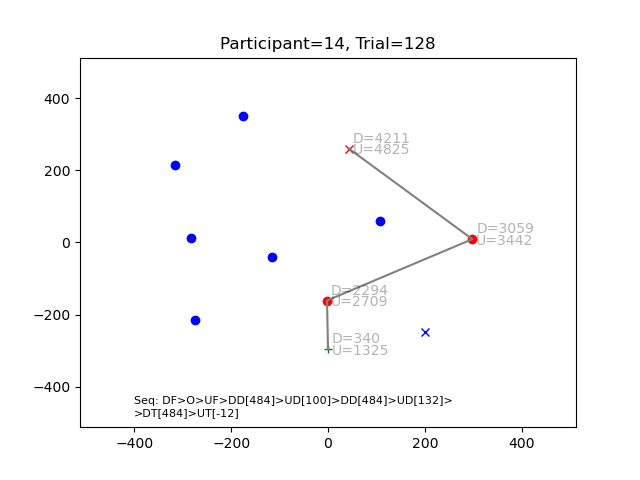 Participant=14, Trial=128
400
200
0
−200
−400
D=4211
U=4825
D=3059
U=3442
D=2294
U=2709
D=340
U=1325
Seq: DF>O>UF>DD[484]>UD[100]>DD[484]>UD[132]>
>DT[484]>UT[-12]
−400 −200 0 200 400